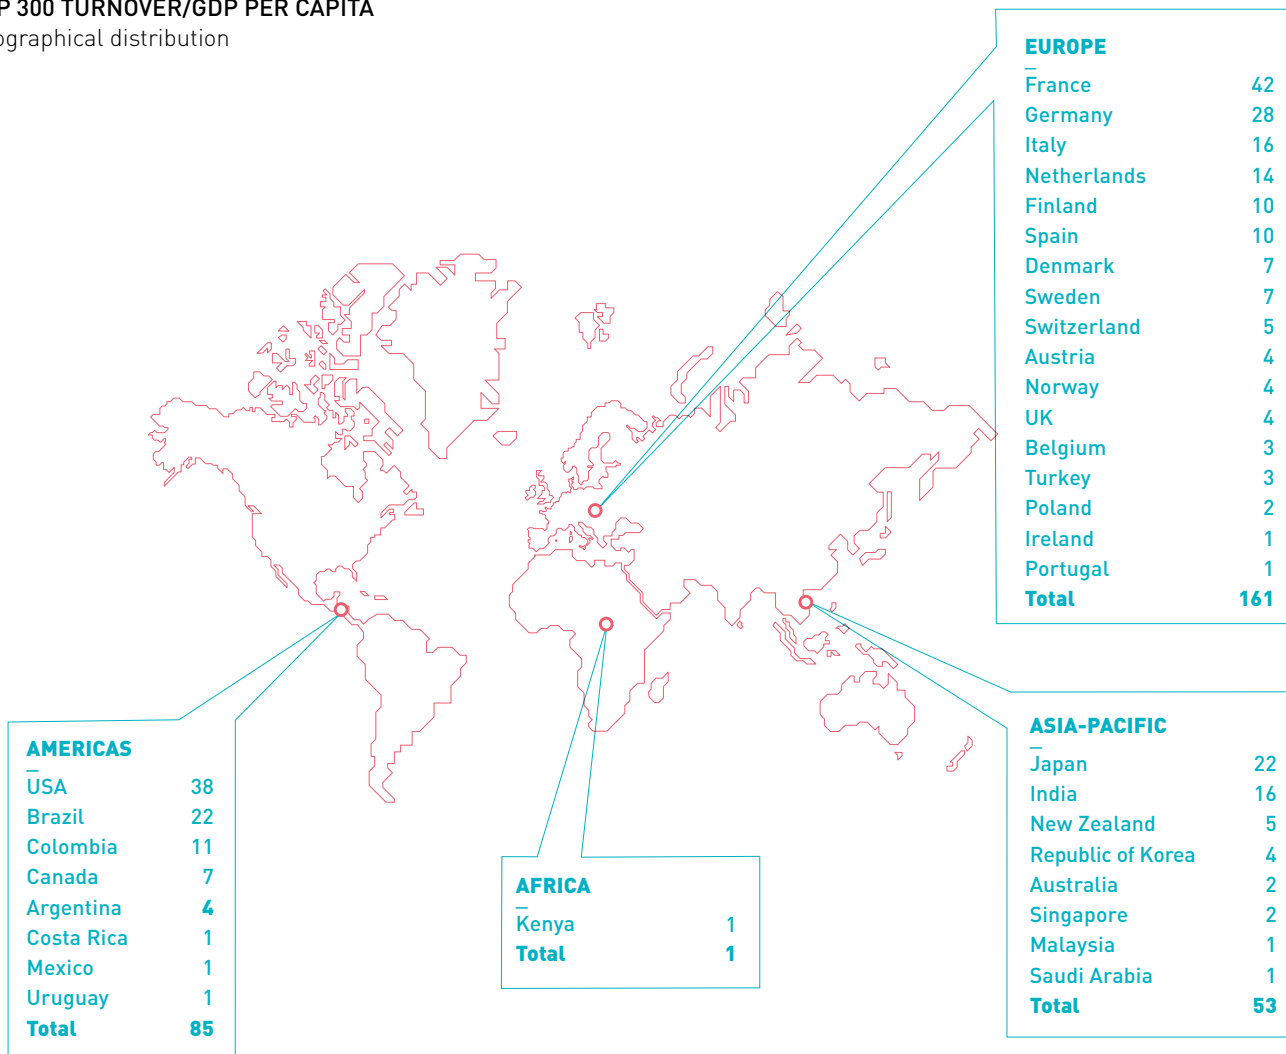 P 300 TURNOVER/GDP PER CAPITA
ographical distribution
EUROPE
France 42
Germany 28
Italy 16
Netherlands 14
Finland 10
Spain 10
Denmark 7
Sweden 7
Switzerland 5
Austria 4
Norway 4
UK 4
Belgium 3
Turkey 3
Poland 2
Ireland 1
Portugal 1
Total 161
AMERICAS
USA 38
Brazil 22
Colombia 11
Canada 7
Argentina 4
Costa Rica 1
Mexico 1
Uruguay 1
Total 85
AFRICA
Kenya 1
Total 1
ASIA-PACIFIC
Japan 22
India 16
New Zealand 5
Republic of Korea 4
Australia 2
Singapore 2
Malaysia 1
Saudi Arabia 1
Total 53